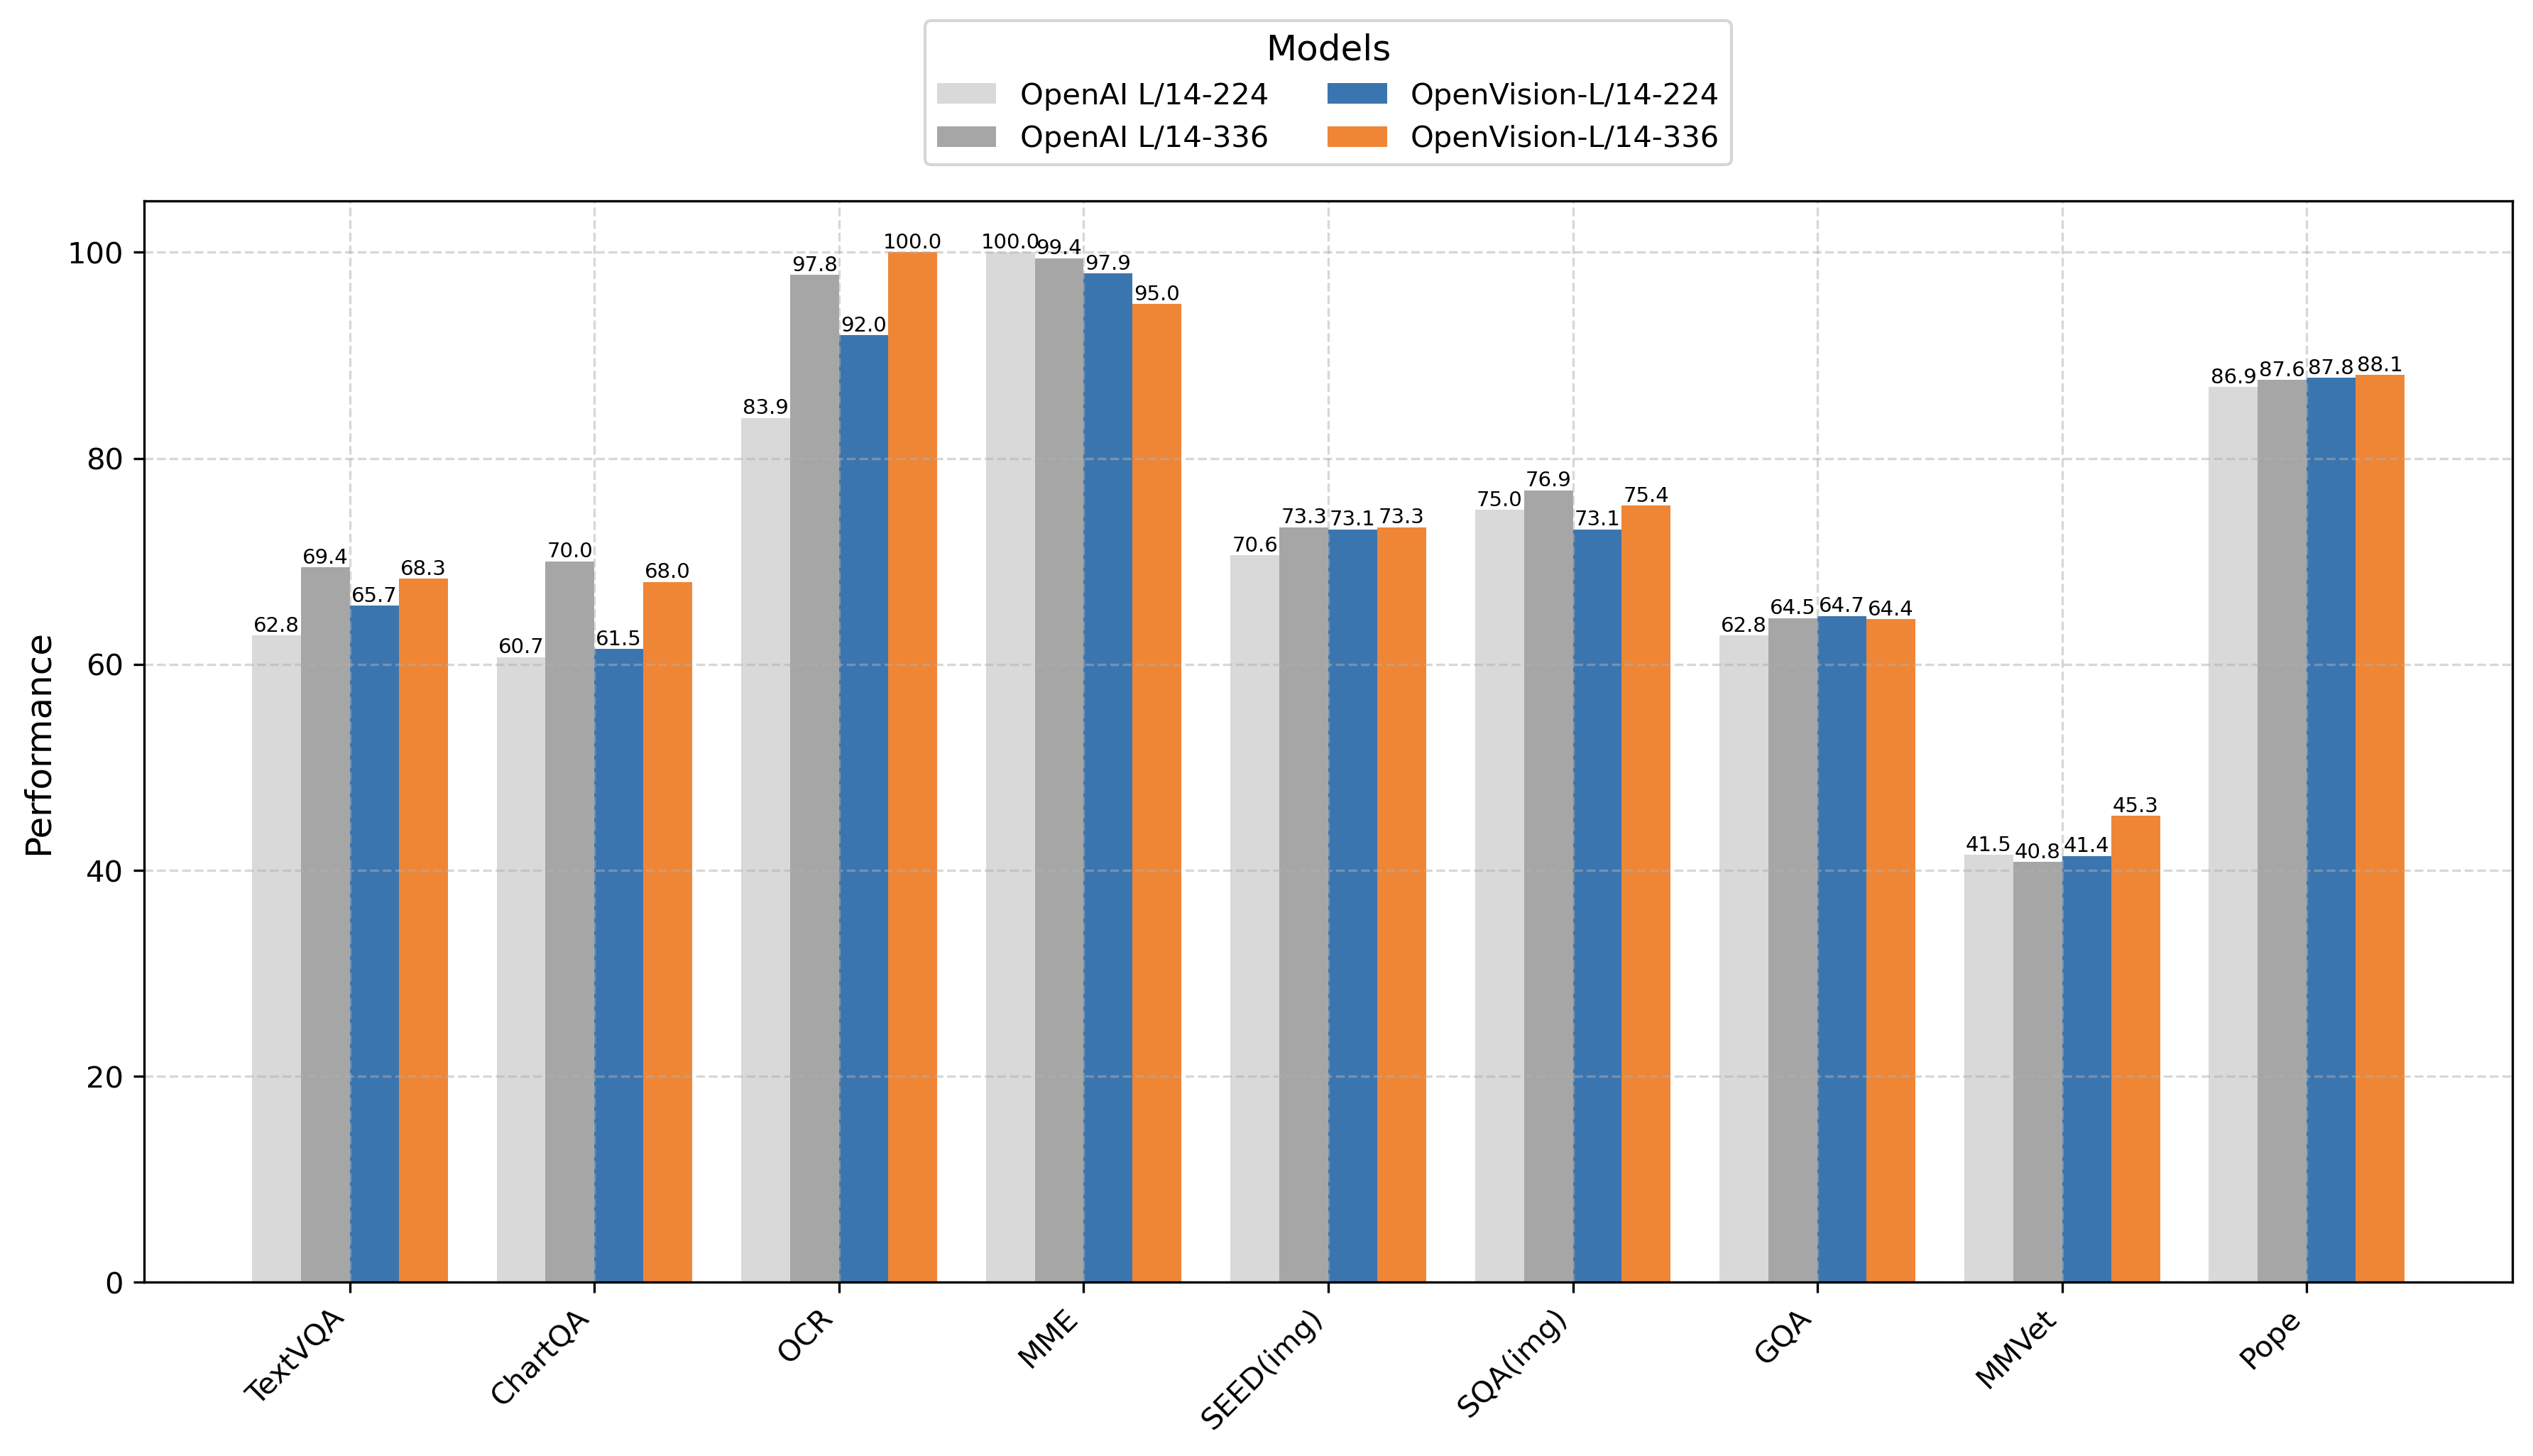 Models
OpenAI L/14-224
OpenAI L/14-336
OpenVision-L/14-224
OpenVision-L/14-336
Performance
100
80
60
40
20
0
62.8 69.4 65.7 68.3
60.7 70.0 61.5 68.0
83.9 97.8 92.0 100.0
100.0 99.4 97.9 95.0
70.6 73.3 73.1 73.3
75.0 76.9 73.1 75.4
62.8 64.5 64.7 64.4
41.5 40.8 41.4 45.3
86.9 87.6 87.8 88.1
TextVQA
ChartQA
OCR
MME
SEED(img)
SQA(img)
GQA
MMVet
Pope